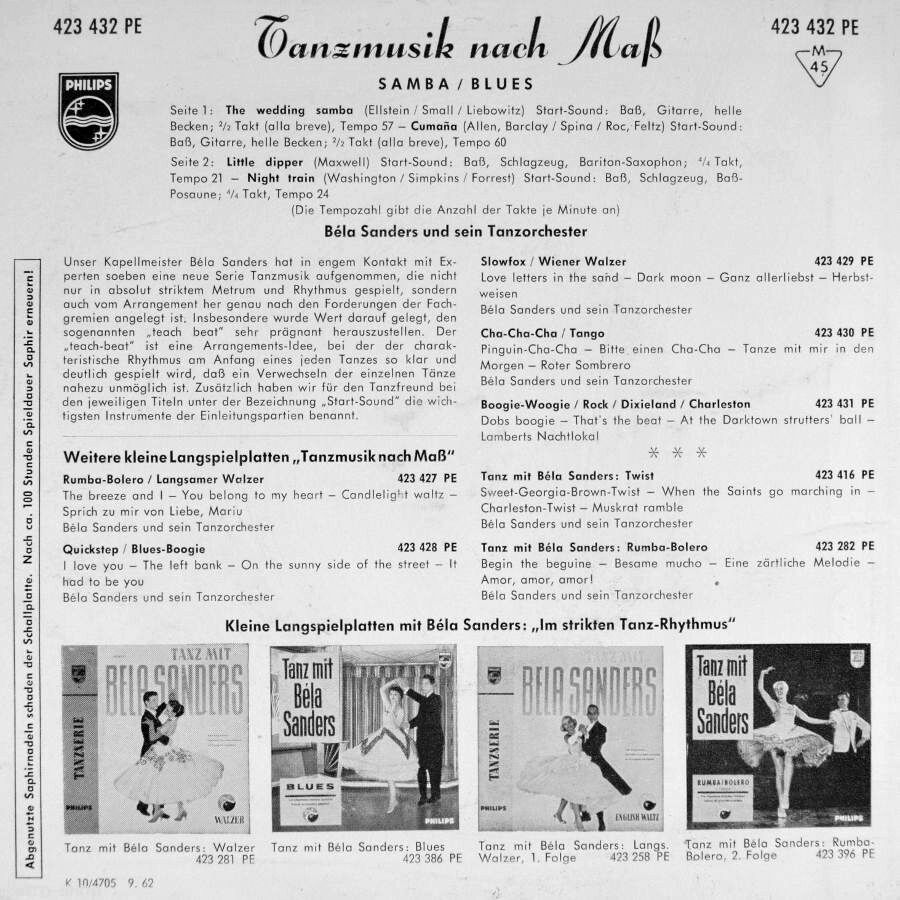 423 432 PE
Tanzmusik nach Maß
423 432 PE
M
45
PHILIPS
SAMBA / BLUES
Seite 1: The wedding samba (Ellstein / Small / Liebowitz) Start-Sound: Baß, Gitarre, helle
Becken; 2/2 Takt (alla breve), Tempo 57 – Cumaña (Allen, Barclay / Spina / Roc, Feltz) Start-Sound:
Baß, Gitarre, helle Becken; 2/2 Takt (alla breve), Tempo 60
Seite 2: Little dipper (Maxwell) Start-Sound: Baß, Schlagzeug, Bariton-Saxophon; 4/4 Takt,
Tempo 21 – Night train (Washington / Simpkins / Forrest) Start-Sound: Baß, Schlagzeug, Baß-
Posaune; 4/4 Takt, Tempo 24
(Die Tempozahl gibt die Anzahl der Takte je Minute an)
Béla Sanders und sein Tanzorchester
Unser Kapellmeister Béla Sanders hat in engem Kontakt mit Ex-
perten soeben eine neue Serie Tanzmusik aufgenommen, die nicht
nur in absolut striktem Metrum und Rhythmus gespielt, sondern
auch vom Arrangement her genau nach den Forderungen der Fach-
gremien angelegt ist. Insbesondere wurde Wert darauf gelegt, den
sogenannten „teach beat" sehr prägnant herauszustellen. Der
„teach-beat" ist eine Arrangements-Idee, bei der der charak-
teristische Rhythmus am Anfang eines jeden Tanzes so klar und
deutlich gespielt wird, daß ein Verwechseln der einzelnen Tänze
nahezu unmöglich ist. Zusätzlich haben wir für den Tanzfreund bei
den jeweiligen Titeln unter der Bezeichnung „Start-Sound" die wich-
tigsten Instrumente der Einleitungspartien benannt.
Weitere kleine Langspielplatten „Tanzmusik nach Maß"
Rumba-Bolero / Langsamer Walzer 423 427 PE
The breeze and I – You belong to my heart – Candlelight waltz –
Sprich zu mir von Liebe, Mariu
Béla Sanders und sein Tanzorchester
Quickstep / Blues-Boogie 423 428 PE
I love you – The left bank – On the sunny side of the street – It
had to be you
Béla Sanders und sein Tanzorchester
Slowfox / Wiener Walzer 423 429 PE
Love letters in the sand – Dark moon – Ganz allerliebst – Herbst-
weisen
Béla Sanders und sein Tanzorchester
Cha-Cha-Cha / Tango 423 430 PE
Pinguin-Cha-Cha – Bitte einen Cha-Cha – Tanze mit mir in den
Morgen – Roter Sombrero
Béla Sanders und sein Tanzorchester
Boogie-Woogie / Rock / Dixieland / Charleston 423 431 PE
Dobs boogie – That's the beat – At the Darktown strutters' ball –
Lamberts Nachtlokal
* * *
Tanz mit Béla Sanders: Twist 423 416 PE
Sweet-Georgia-Brown-Twist – When the Saints go marching in –
Charleston-Twist – Muskrat ramble
Béla Sanders und sein Tanzorchester
Tanz mit Béla Sanders: Rumba-Bolero 423 282 PE
Begin the beguine – Besame mucho – Eine zärtliche Melodie –
Amor, amor, amor!
Béla Sanders und sein Tanzorchester
Kleine Langspielplatten mit Béla Sanders: „Im strikten Tanz-Rhythmus"
TANZ MIT
BELA SANDERS
TANZSERIE
PHILIPS
WALZER
Tanz mit
Béla
Sanders
BLUES
PHILIPS
TANZ MIT
BELA SANDERS
TANZSERIE
PHILIPS
ENGLISH WALTZ
Tanz mit
Béla
Sanders
RUMBA/BOLERO
PHILIPS
Tanz mit Béla Sanders: Walzer
423 281 PE
Tanz mit Béla Sanders: Blues
423 386 PE
Tanz mit Béla Sanders: Langs.
Walzer, 1. Folge 423 258 PE
Tanz mit Béla Sanders: Rumba-
Bolero, 2. Folge 423 396 PE
K 10/4705 9. 62
Abgenutzte Saphirnadeln schaden der Schallplatte. Nach ca. 100 Stunden Spieldauer Saphir erneuern!